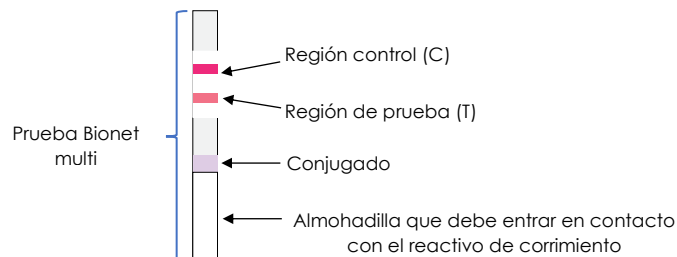 Región control (C)
Región de prueba (T)
Prueba Bionet
multi
Conjugado
Almohadilla que debe entrar en contacto
con el reactivo de corrimiento